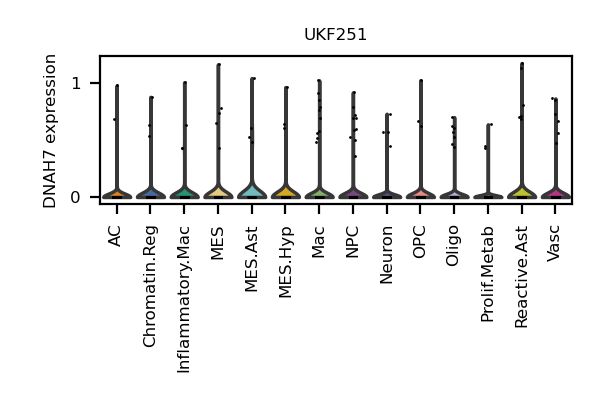 UKF251
DNAH7 expression
1
0
AC
Chromatin.Reg
Inflammatory.Mac
MES
MES.Ast
MES.Hyp
Mac
NPC
Neuron
OPC
Oligo
Prolif.Metab
Reactive.Ast
Vasc